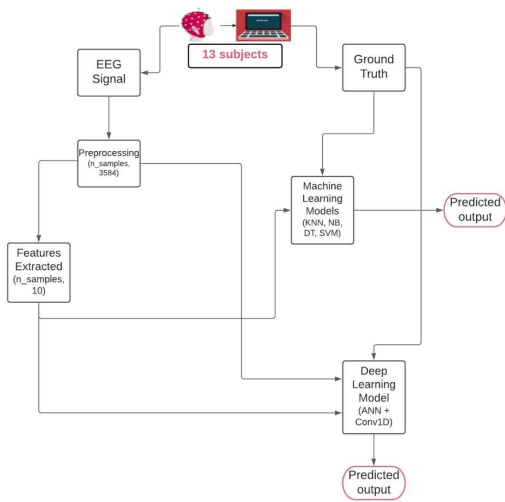 13 subjects
EEG
Signal
Ground
Truth
Preprocessing
(n_samples,
3584)
Machine
Learning
Models
(KNN, NB,
DT, SVM)
Predicted
output
Features
Extracted
(n_samples,
10)
Deep
Learning
Model
(ANN +
Conv1D)
Predicted
output